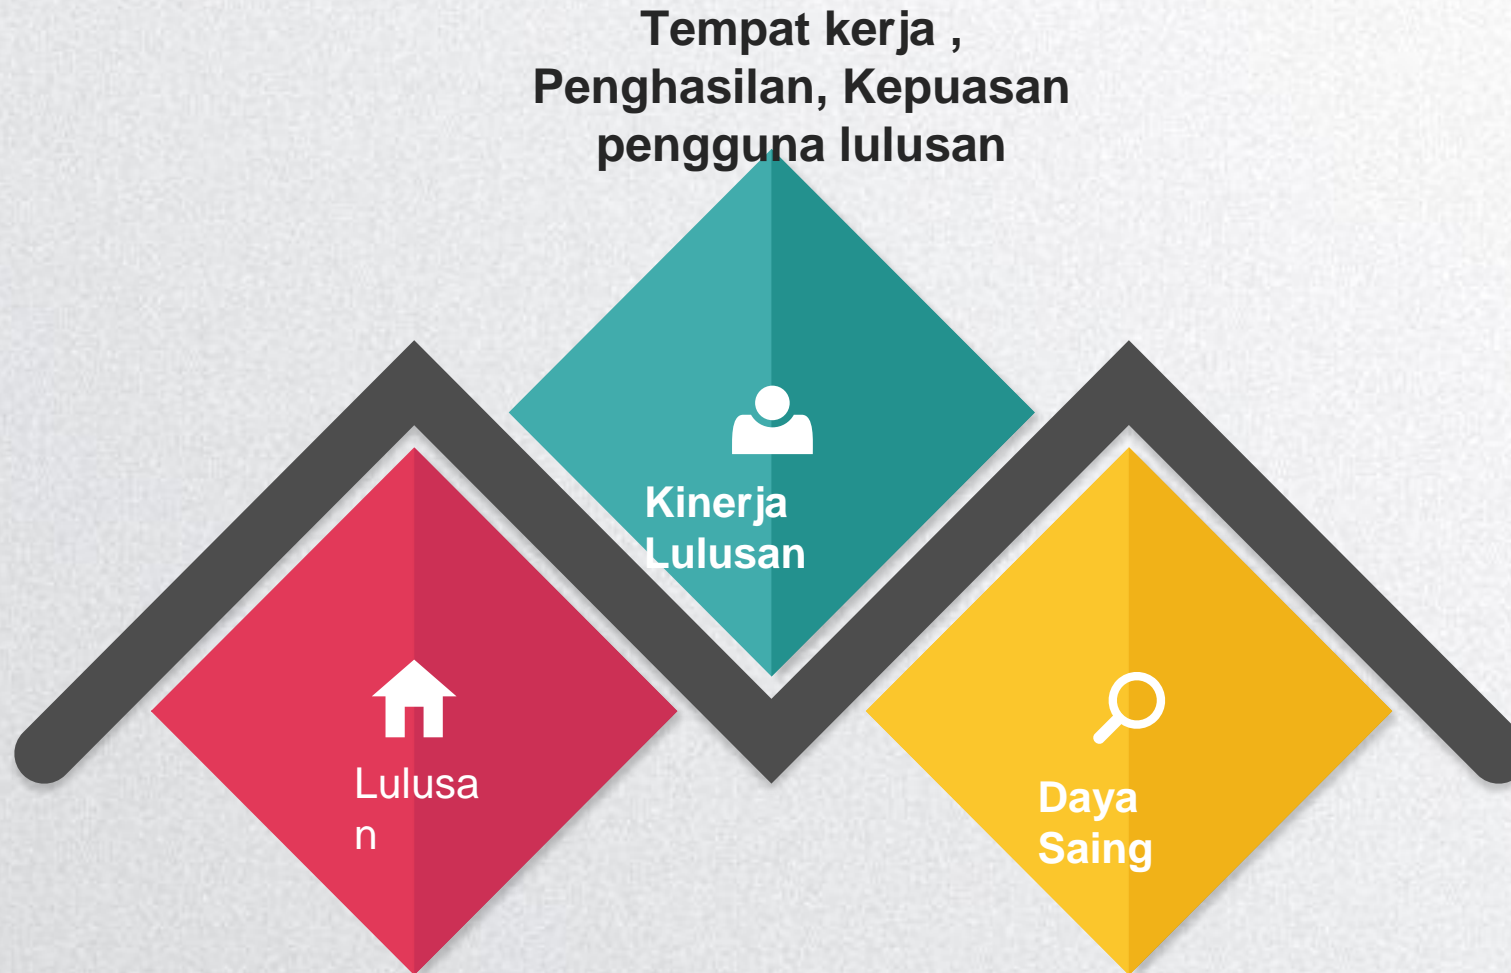 Tempat kerja ,
Penghasilan, Kepuasan
pengguna lulusan
Kinerja
Lulusan
Lulusa
n
Daya
Saing